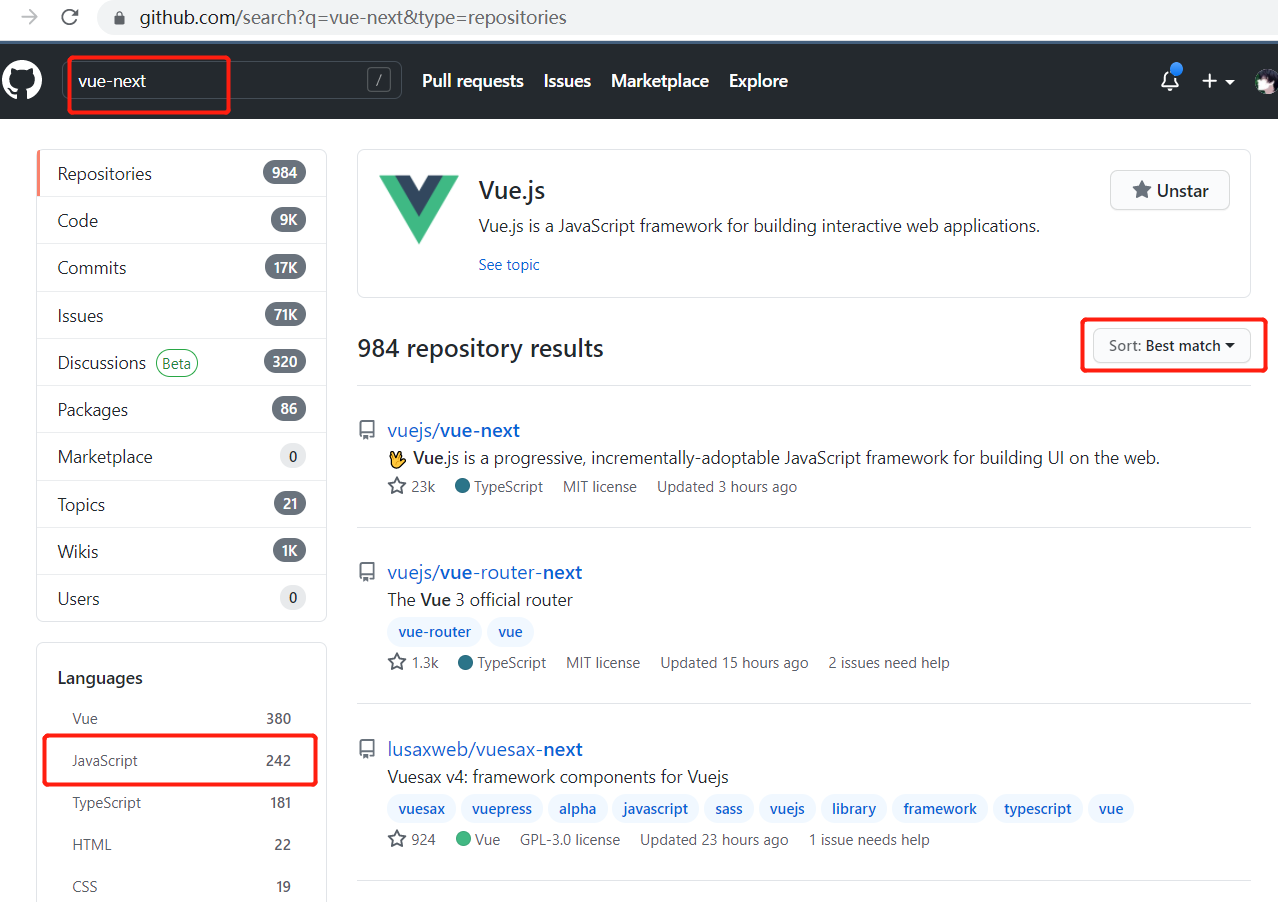 github.com/search?q=vue-next&type=repositories
vue-next / Pull requests Issues Marketplace Explore
Repositories 984
Code 9K
Commits 17K
Issues 71K
Discussions Beta 320
Packages 86
Marketplace 0
Topics 21
Wikis 1K
Users 0
Languages
Vue 380
JavaScript 242
TypeScript 181
HTML 22
CSS 19
Vue.js
Unstar
Vue.js is a JavaScript framework for building interactive web applications.
See topic
984 repository results
Sort: Best match
vuejs/vue-next
🖖 Vue.js is a progressive, incrementally-adoptable JavaScript framework for building UI on the web.
23k TypeScript MIT license Updated 3 hours ago
vuejs/vue-router-next
The Vue 3 official router
vue-router vue
1.3k TypeScript MIT license Updated 15 hours ago 2 issues need help
lusaxweb/vuesax-next
Vuesax v4: framework components for Vuejs
vuesax vuepress alpha javascript sass vuejs library framework typescript vue
924 Vue GPL-3.0 license Updated 23 hours ago 1 issue needs help